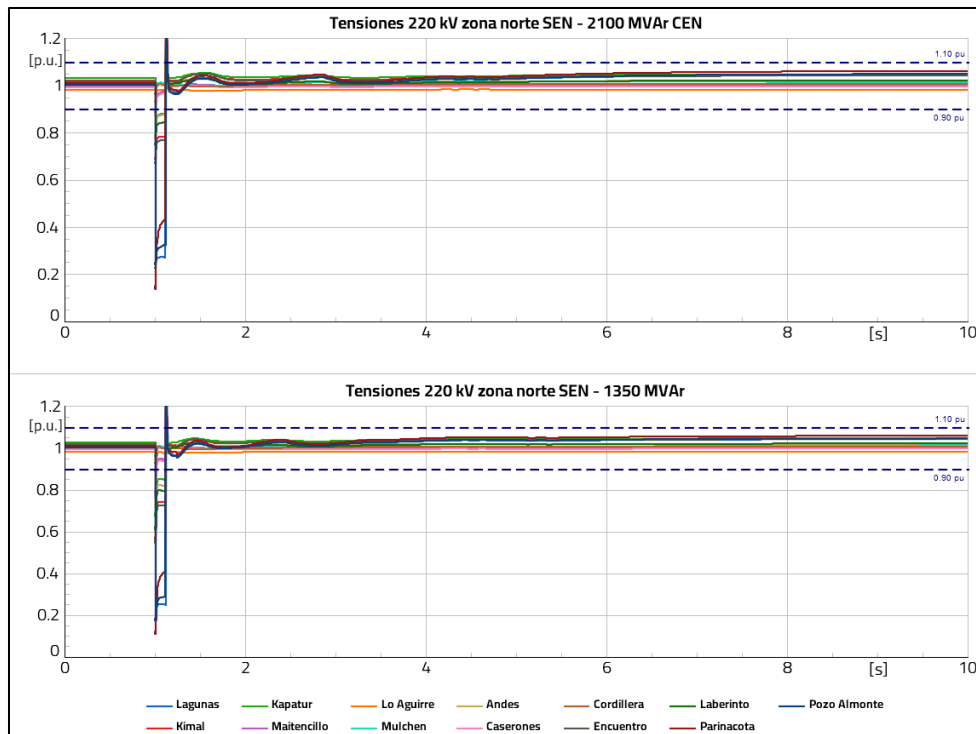 Tensiones 220 kV zona norte SEN - 2100 MVAr CEN
1.2
[p.u.]
1.10 pu
1
0.90 pu
0.8
0.6
0.4
0.2
0
0 2 4 6 8 [s] 10
Tensiones 220 kV zona norte SEN - 1350 MVAr
1.2
[p.u.]
1.10 pu
1
0.90 pu
0.8
0.6
0.4
0.2
0
0 2 4 6 8 [s] 10
Lagunas Kapatur Lo Aguirre Andes Cordillera Laberinto Pozo Almonte
Kimal Maitencillo Mulchen Caserones Encuentro Parinacota